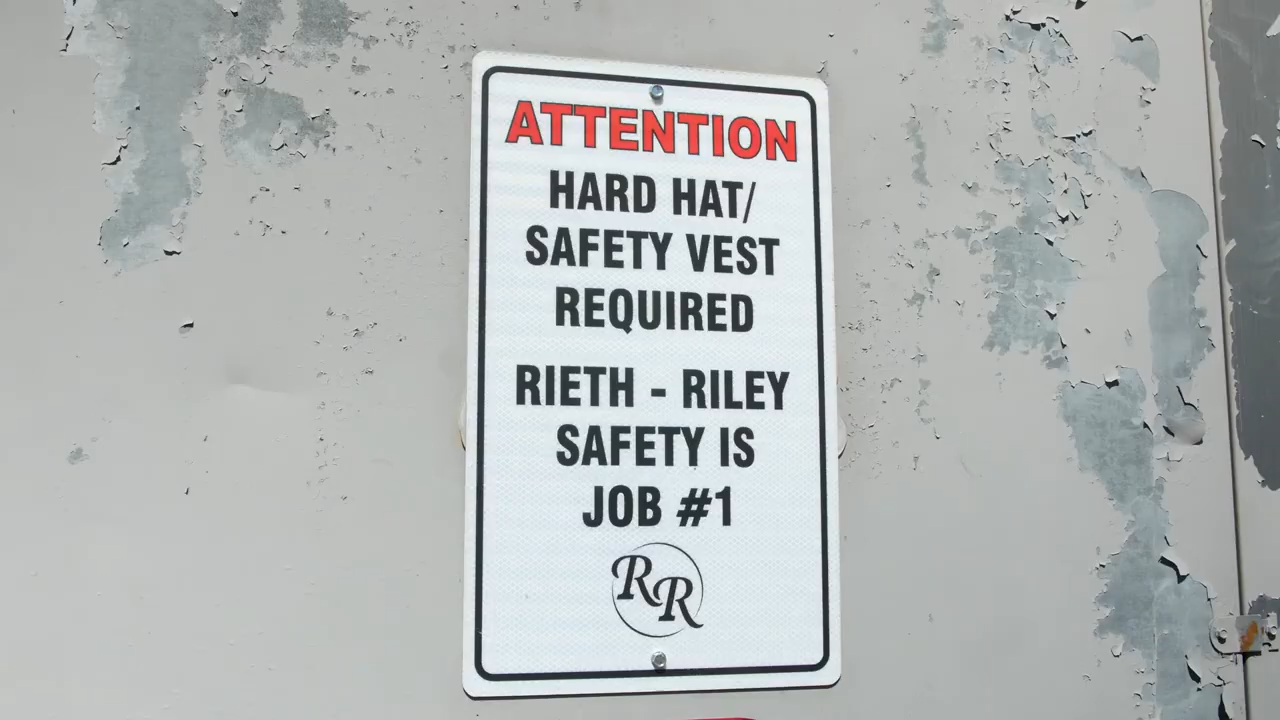 ATTENTION
HARD HAT/
SAFETY VEST
REQUIRED
RIETH - RILEY
SAFETY IS
JOB #1
RR